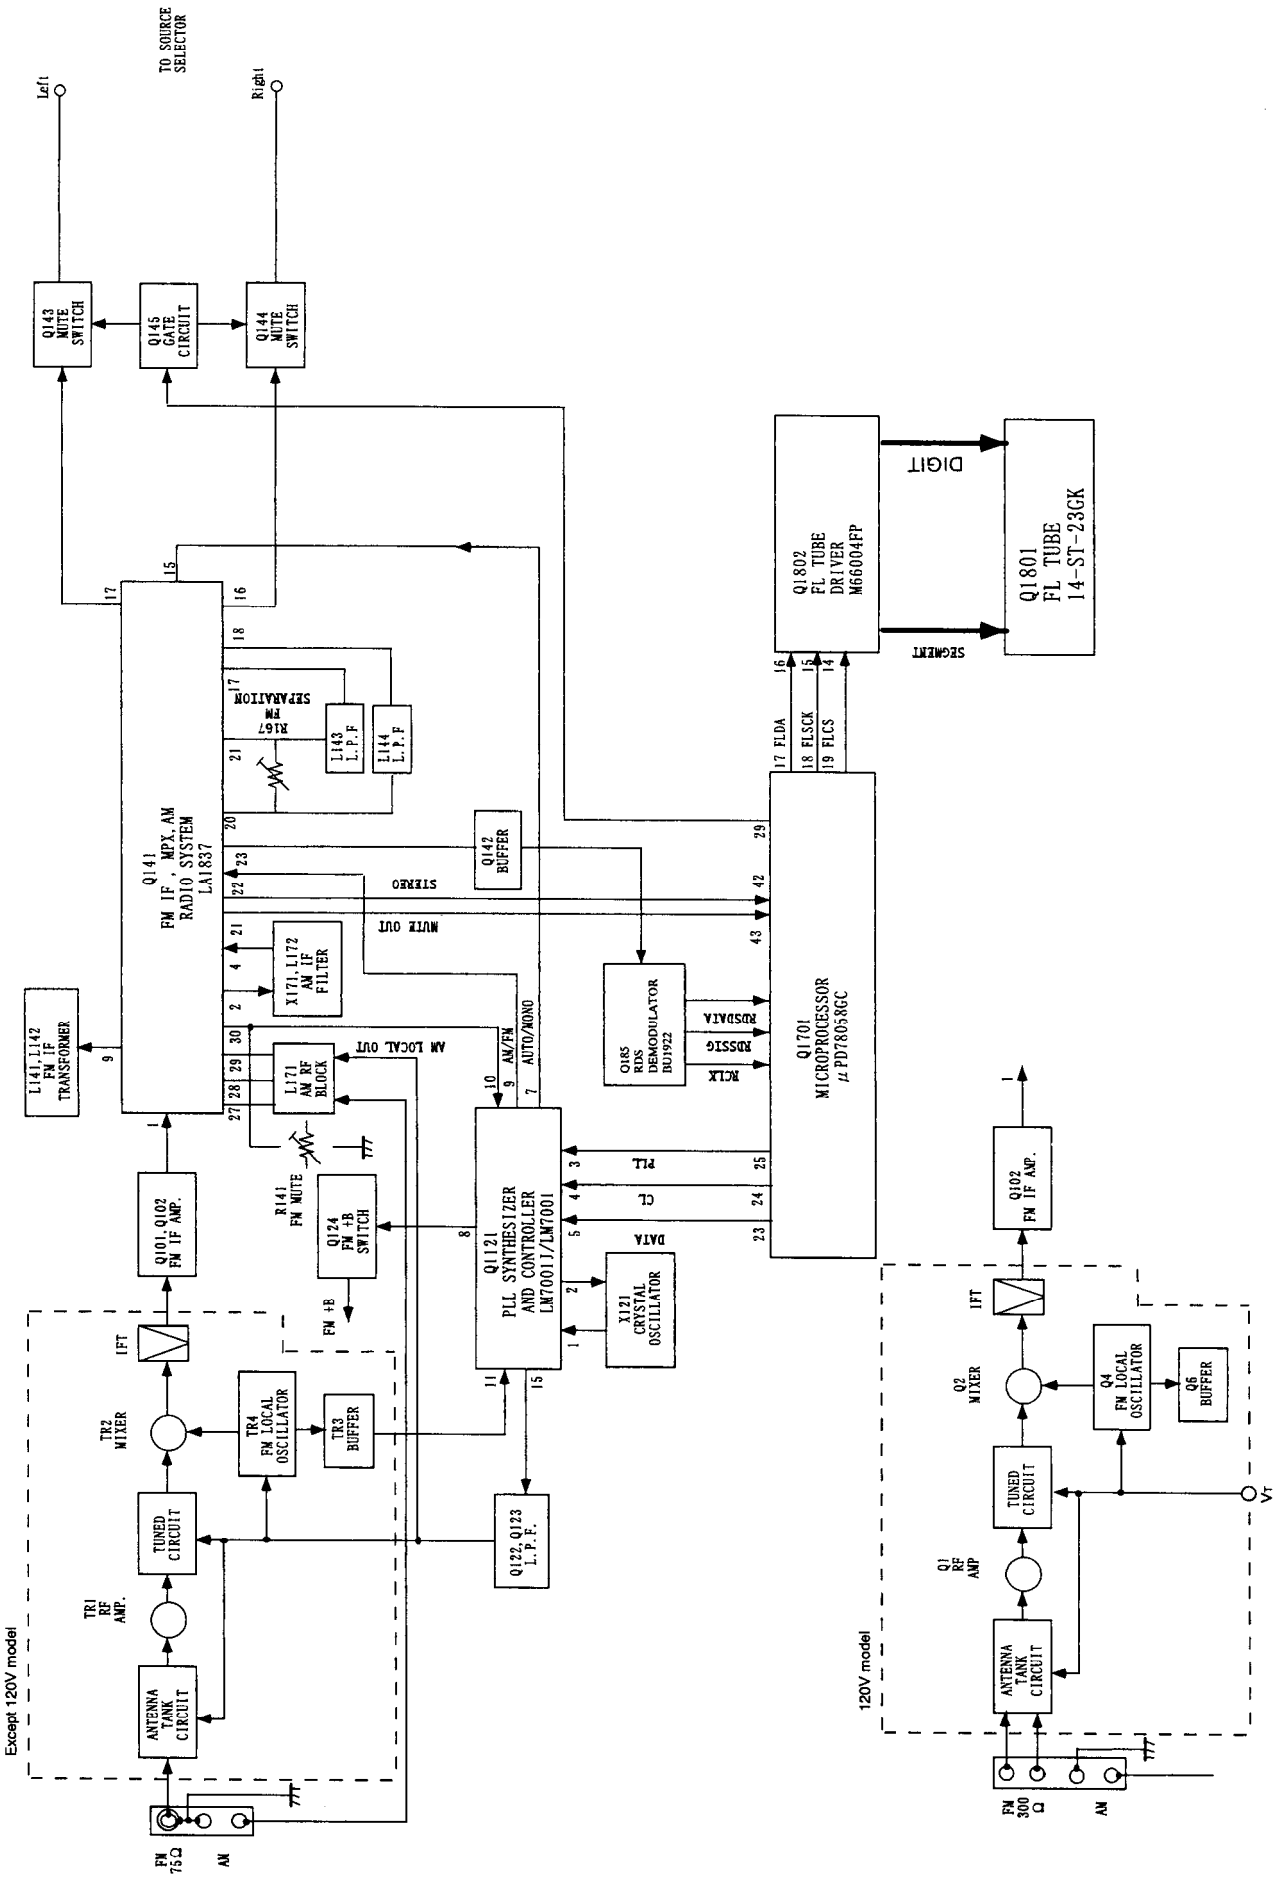 Except 120V model
FM
75Ω
AM
ANTENNA
TANK
CIRCUIT
TR1
RF
AMP.
TUNED
CIRCUIT
TR2
MIXER
IFT
TR4
FM LOCAL
OSCILLATOR
TR3
BUFFER
Q101,Q102
FM IF AMP.
1
L141,L142
FM IF
TRANSFORMER
9
Q141
FM IF , MPX, AM
RADIO SYSTEM
LA1837
27
28
29
30
2
4
21
22
23
20
21
17
18
16
15
17
L171
AM RF
BLOCK
X171,L172
AM IF
FILTER
R141
FM MUTE
Q124
FM +B
SWITCH
FM +B
AM LOCAL OUT
MUTE OUT
STEREO
R167
FM
SEPARATION
L143
L.P.F
L144
L.P.F
Q142
BUFFER
Q143
MUTE
SWITCH
Q145
GATE
CIRCUIT
Q144
MUTE
SWITCH
Left
Right
TO SOURCE
SELECTOR
Q122,Q123
L.P.F.
Q1121
PLL SYNTHESIZER
AND CONTROLLER
LM7001J/LM7001
11
15
8
10
9
AM/FM
7
AUTO/MONO
1
2
5
4
3
X121
CRYSTAL
OSCILLATOR
DATA
CL
PLL
23
24
25
Q185
RDS
DEMODULATOR
BU1922
RCLK
RDSSIG
RDSDATA
43
42
29
Q1701
MICROPROCESSOR
μPD78058GC
17 FLDA
18 FLSCK
19 FLCS
16
15
14
Q1802
FL TUBE
DRIVER
M66004FP
SEGMENT
DIGIT
Q1801
FL TUBE
14-ST-23GK
120V model
FM
300
Ω
AM
ANTENNA
TANK
CIRCUIT
Q1
RF
AMP
TUNED
CIRCUIT
Q2
MIXER
IFT
Q4
FM LOCAL
OSCILLATOR
Q6
BUFFER
VT
Q102
FM IF AMP.
1